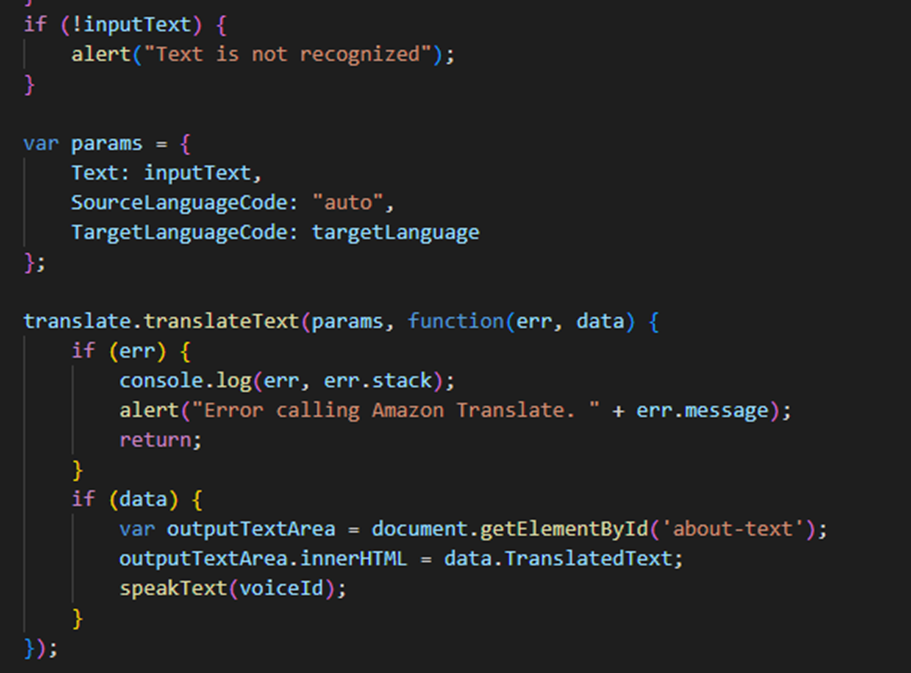 }
if (!inputText) {
    alert("Text is not recognized");
}

var params = {
    Text: inputText,
    SourceLanguageCode: "auto",
    TargetLanguageCode: targetLanguage
};

translate.translateText(params, function(err, data) {
    if (err) {
        console.log(err, err.stack);
        alert("Error calling Amazon Translate. " + err.message);
        return;
    }
    if (data) {
        var outputTextArea = document.getElementById('about-text');
        outputTextArea.innerHTML = data.TranslatedText;
        speakText(voiceId);
    }
});